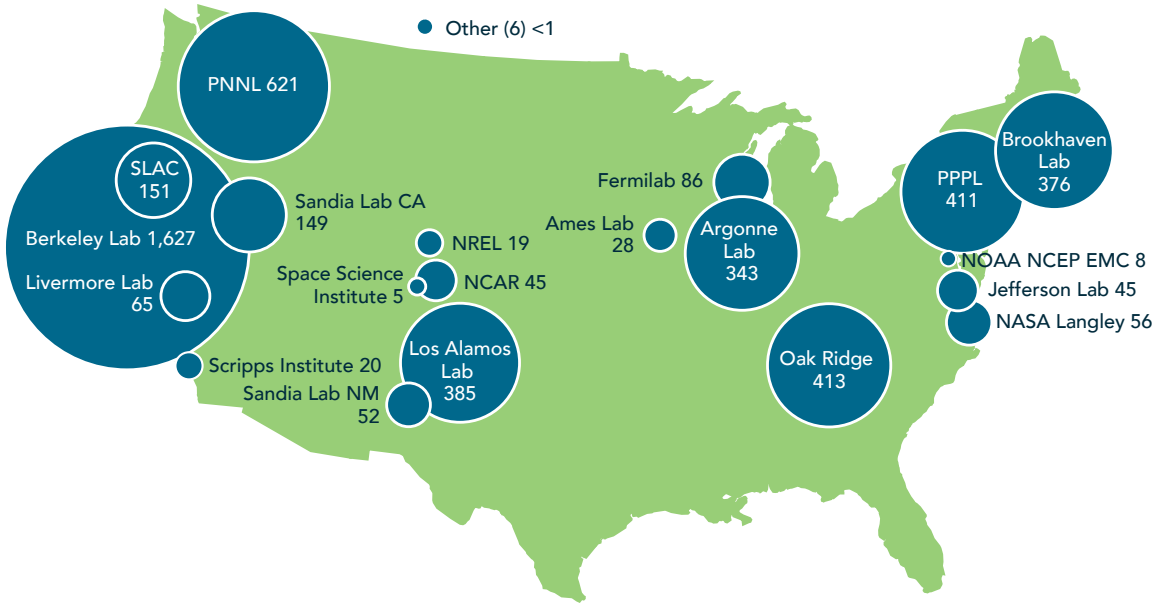 Other (6) <1
PNNL 621
SLAC
151
Sandia Lab CA
149
Berkeley Lab 1,627
Livermore Lab
65
Scripps Institute 20
NREL 19
Space Science
Institute 5
NCAR 45
Los Alamos
Lab
385
Sandia Lab NM
52
Fermilab 86
Ames Lab
28
Argonne
Lab
343
Oak Ridge
413
Brookhaven
Lab
376
PPPL
411
NOAA NCEP EMC 8
Jefferson Lab 45
NASA Langley 56